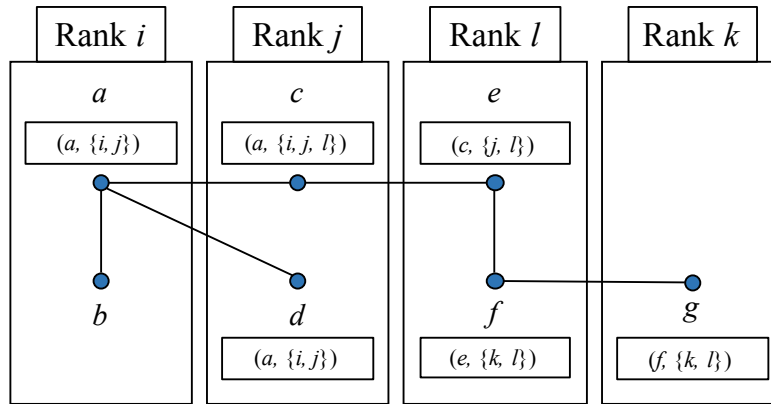 Rank i
Rank j
Rank l
Rank k
a
c
e
(a, {i, j})
(a, {i, j, l})
(c, {j, l})
b
d
f
g
(a, {i, j})
(e, {k, l})
(f, {k, l})